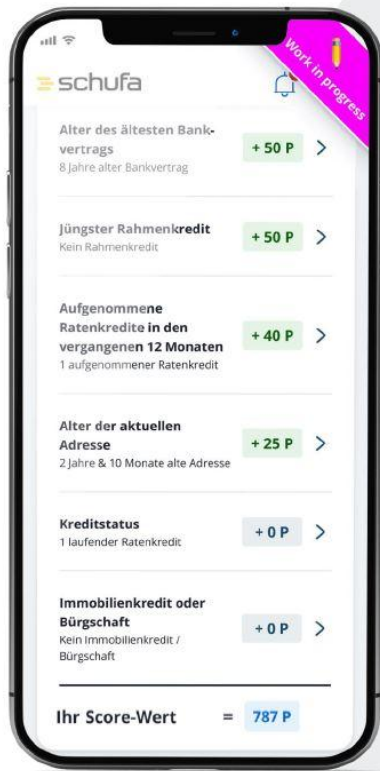 Work in progress
schufa
Alter des ältesten Bank-
vertrags
8 Jahre alter Bankvertrag
+ 50 P
Jüngster Rahmenkredit
Kein Rahmenkredit
+ 50 P
Aufgenommene
Ratenkredite in den
vergangenen 12 Monaten
1 aufgenommener Ratenkredit
+ 40 P
Alter der aktuellen
Adresse
2 Jahre & 10 Monate alte Adresse
+ 25 P
Kreditstatus
1 laufender Ratenkredit
+ 0 P
Immobilienkredit oder
Bürgschaft
Kein Immobilienkredit /
Bürgschaft
+ 0 P
Ihr Score-Wert = 787 P